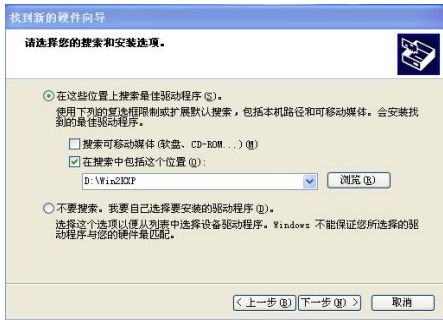 找到新的硬件向导
请选择您的搜索和安装选项。
在这些位置上搜索最佳驱动程序(S)。
使用下列的复选框限制或扩展默认搜索，包括本机路径和可移动媒体。会安装找
到的最佳驱动程序。
搜索可移动媒体(软盘、CD-ROM...)(M)
在搜索中包括这个位置(O):
D:\Win2KXP
浏览(R)
不要搜索。我要自己选择要安装的驱动程序(D)。
选择这个选项以便从列表中选择设备驱动程序。Windows 不能保证您所选择的驱
动程序与您的硬件最匹配。
< 上一步(B) 下一步(N) > 取消